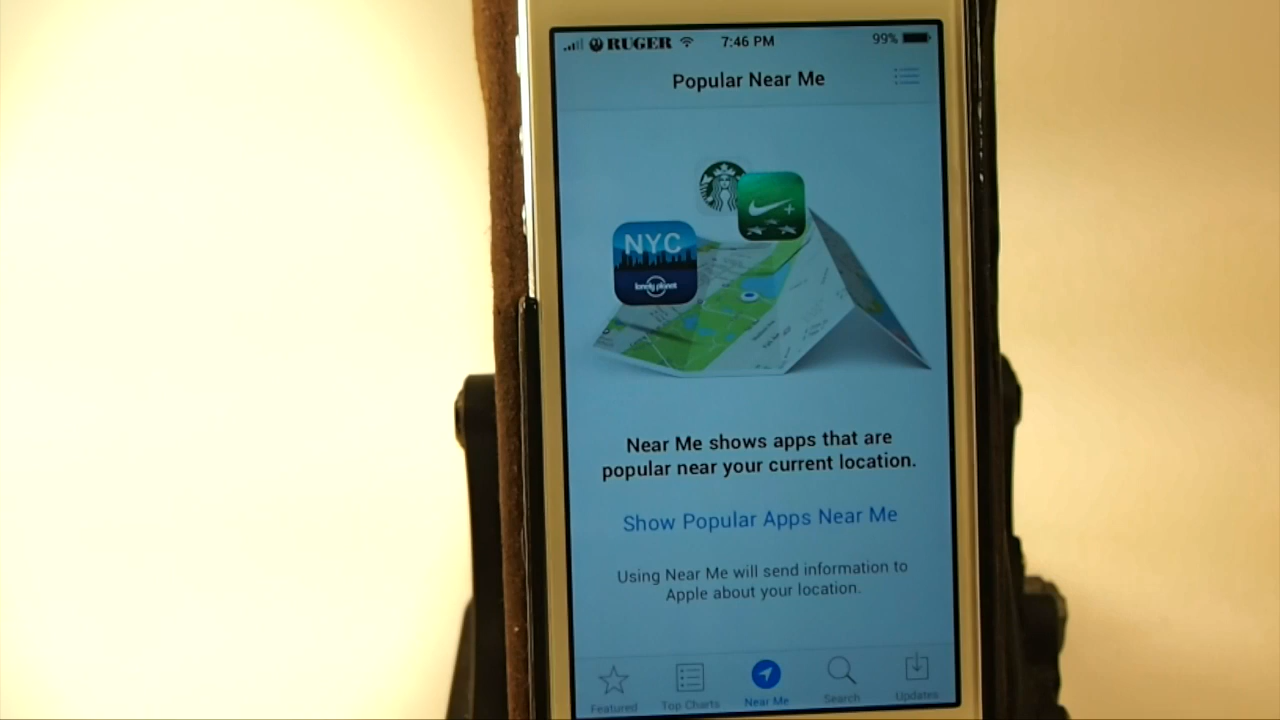 RUGER 7:46 PM 99%
Popular Near Me
NYC
lonely planet
Near Me shows apps that are
popular near your current location.
Show Popular Apps Near Me
Using Near Me will send information to
Apple about your location.
Featured Top Charts Near Me Search Updates